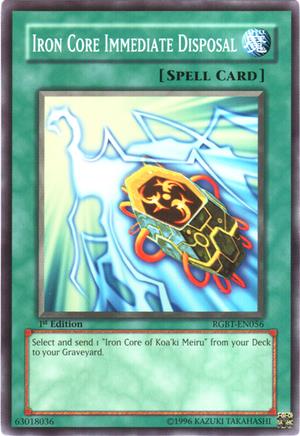 Iron Core Immediate Disposal
[Spell Card]
1st Edition
RGBT-EN056
Select and send 1 "Iron Core of Koa'ki Meiru" from your Deck
to your Graveyard.
63018036
©1996 KAZUKI TAKAHASHI